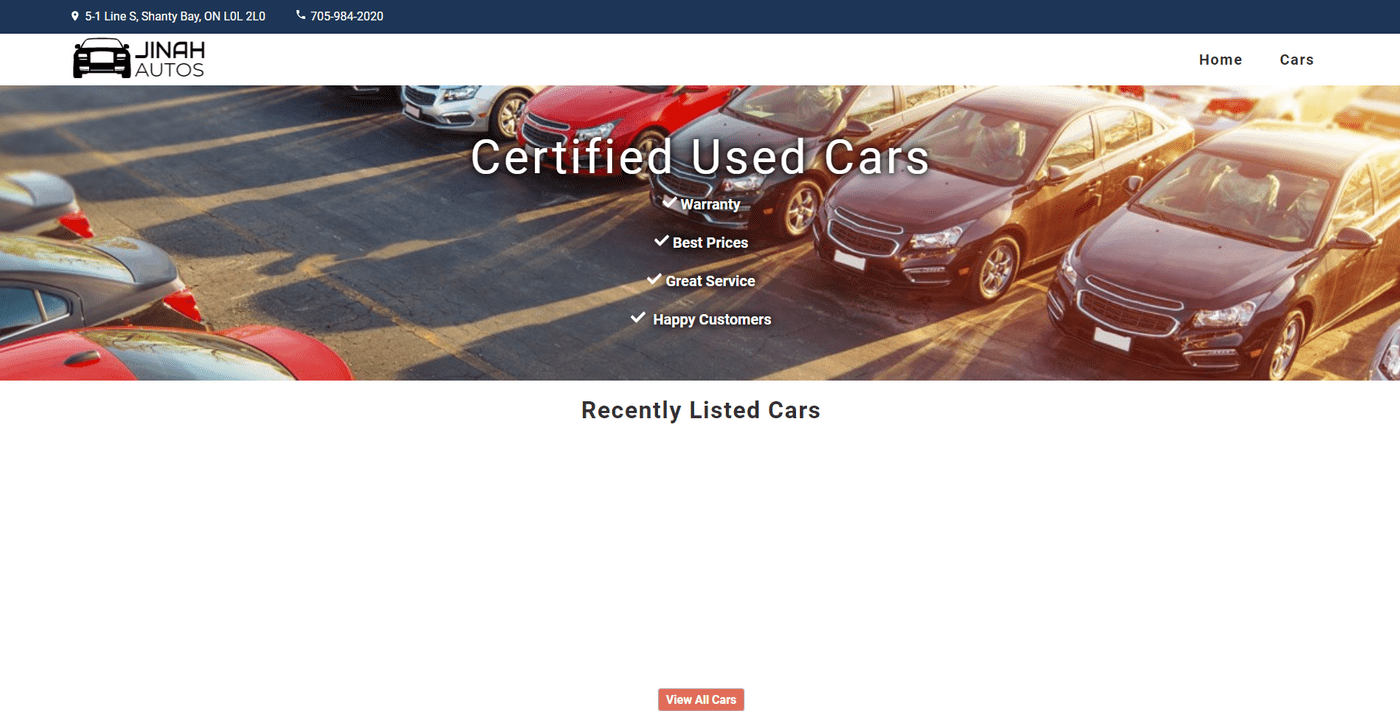 5-1 Line S, Shanty Bay, ON L0L 2L0 705-984-2020
JINAH
AUTOS
Home Cars
Certified Used Cars
Warranty
Best Prices
Great Service
Happy Customers
Recently Listed Cars
View All Cars